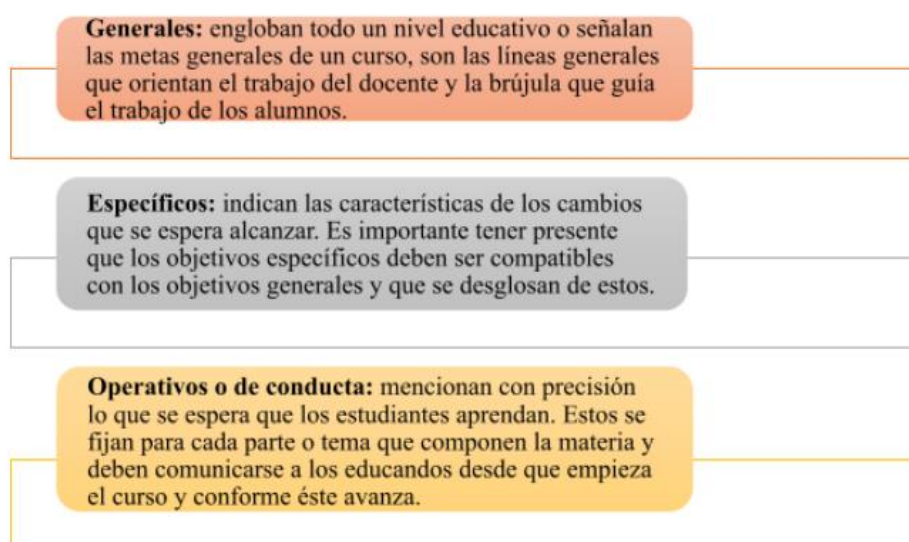 Generales: engloban todo un nivel educativo o señalan
las metas generales de un curso, son las líneas generales
que orientan el trabajo del docente y la brújula que guía
el trabajo de los alumnos.
Específicos: indican las características de los cambios
que se espera alcanzar. Es importante tener presente
que los objetivos específicos deben ser compatibles
con los objetivos generales y que se desglosan de estos.
Operativos o de conducta: mencionan con precisión
lo que se espera que los estudiantes aprendan. Estos se
fijan para cada parte o tema que componen la materia y
deben comunicarse a los educandos desde que empieza
el curso y conforme éste avanza.